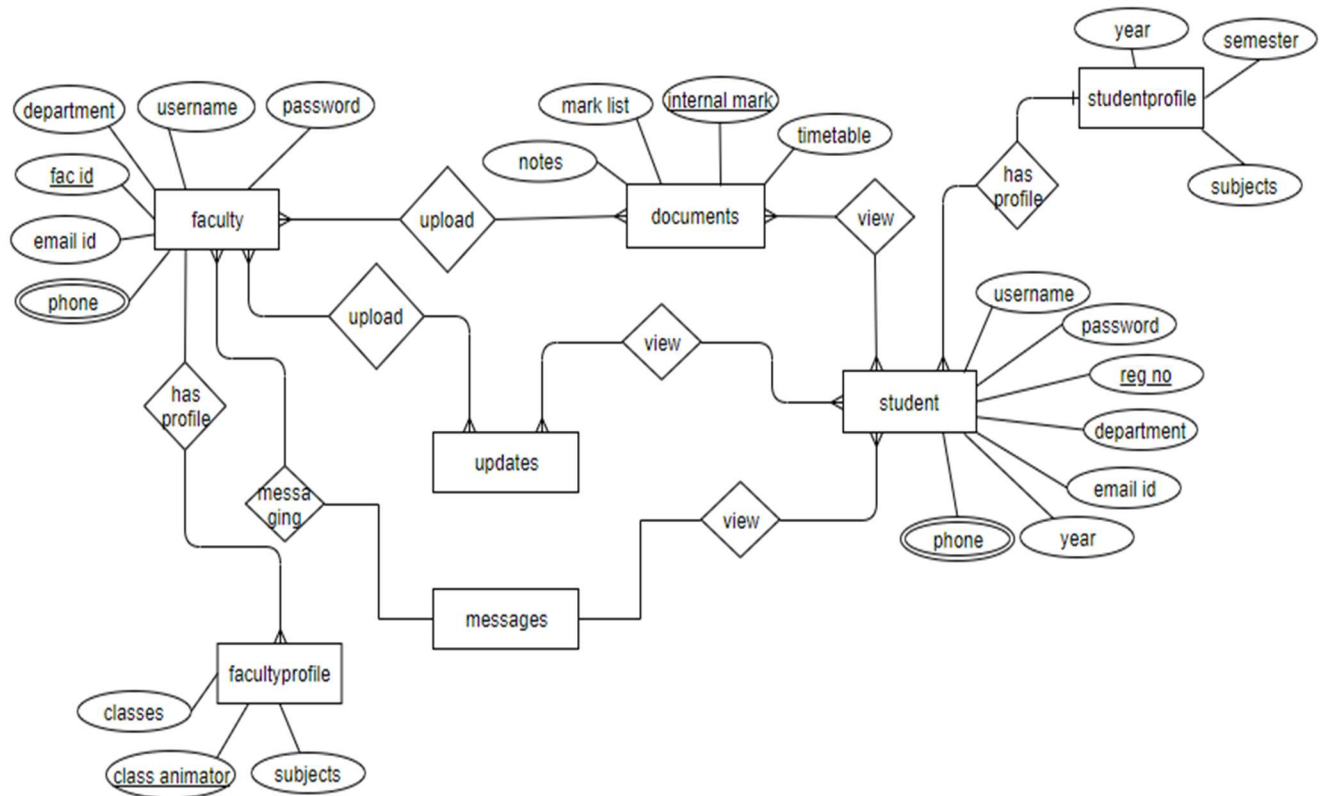 year
semester
studentprofile
subjects
has
profile
department
username
password
fac id
email id
phone
faculty
upload
mark list
internal mark
notes
timetable
documents
view
upload
view
updates
username
password
reg no
department
email id
year
phone
student
has
profile
messa
ging
view
messages
facultyprofile
classes
class animator
subjects